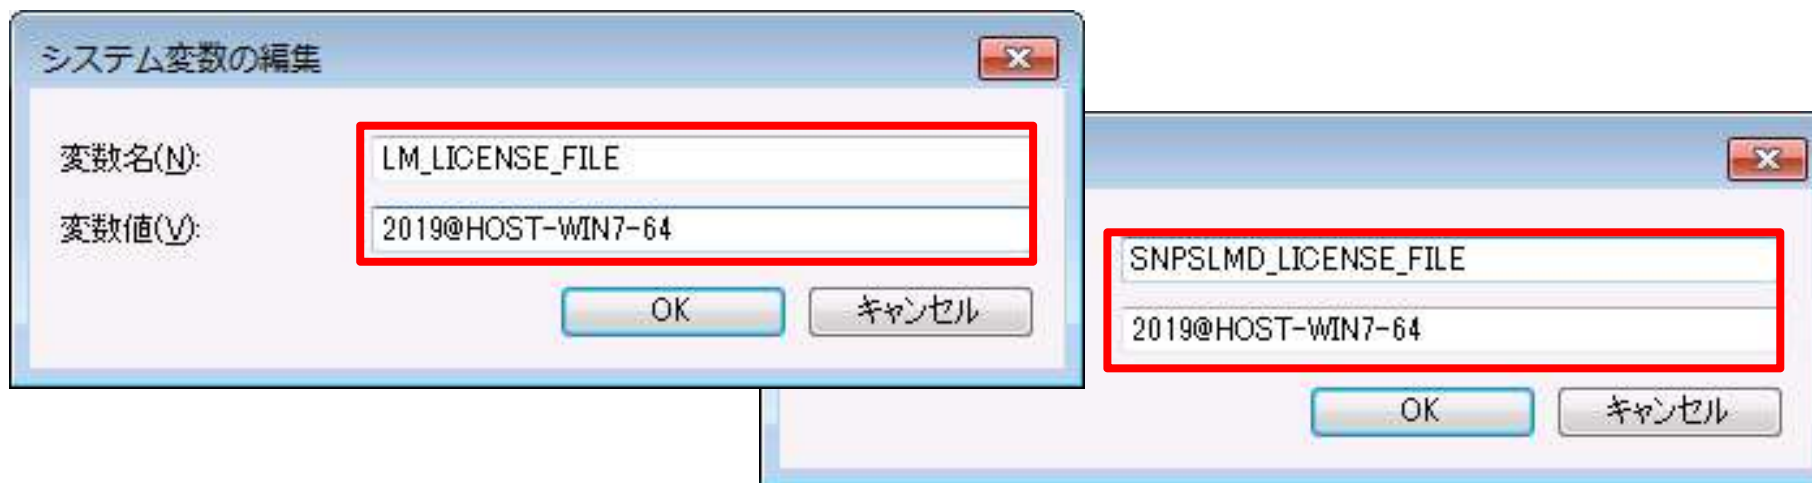 システム変数の編集
変数名(N):
LM_LICENSE_FILE
変数値(V):
2019@HOST-WIN7-64
OK
キャンセル
SNPSLMD_LICENSE_FILE
2019@HOST-WIN7-64
OK
キャンセル